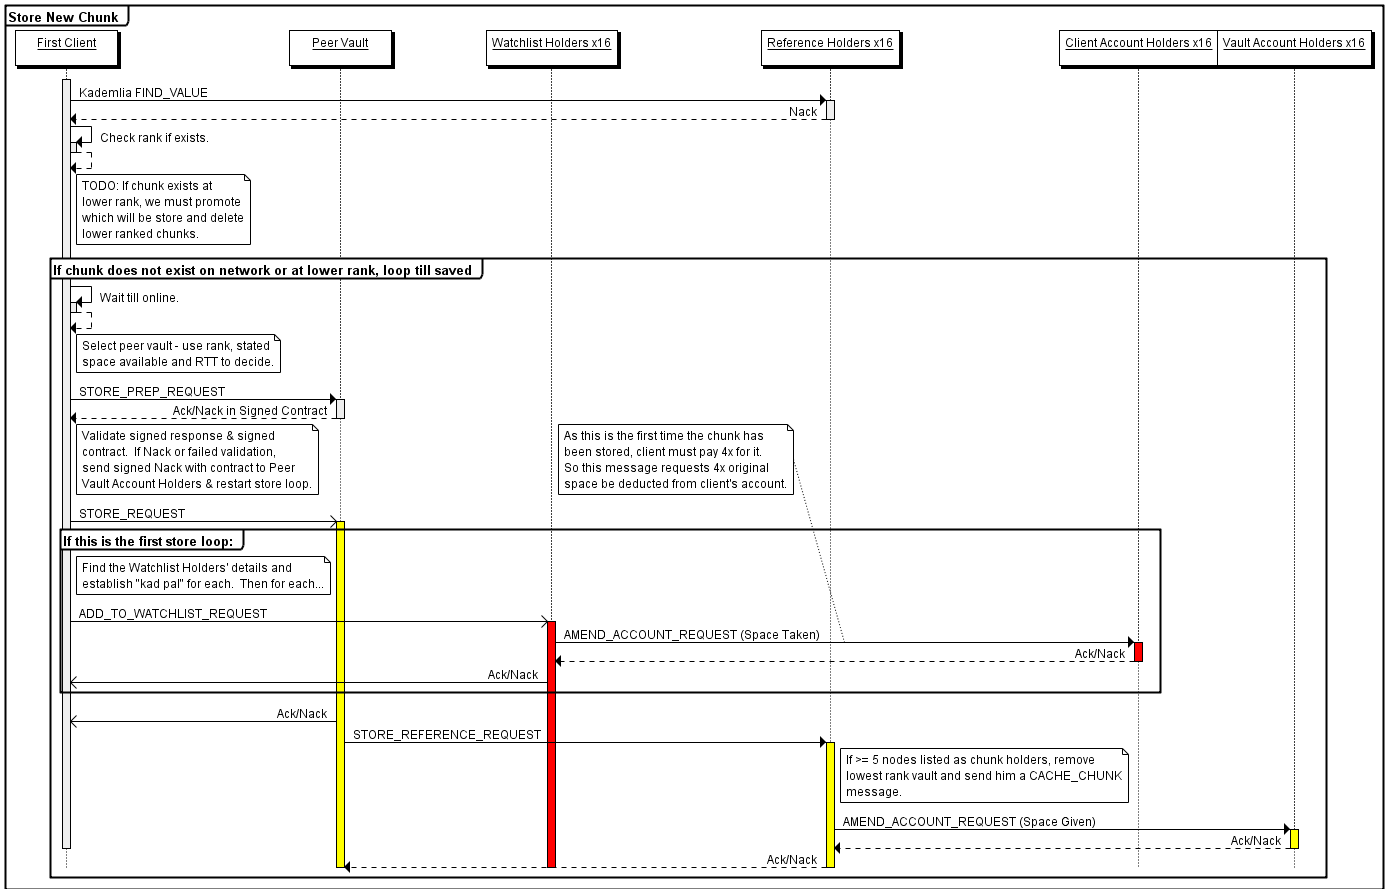 Store New Chunk
First Client
Peer Vault
Watchlist Holders x16
Reference Holders x16
Client Account Holders x16
Vault Account Holders x16
Kademlia FIND_VALUE
Nack
Check rank if exists.
TODO: If chunk exists at
lower rank, we must promote
which will be store and delete
lower ranked chunks.
If chunk does not exist on network or at lower rank, loop till saved
Wait till online.
Select peer vault - use rank, stated
space available and RTT to decide.
STORE_PREP_REQUEST
Ack/Nack in Signed Contract
Validate signed response & signed
contract.  If Nack or failed validation,
send signed Nack with contract to Peer
Vault Account Holders & restart store loop.
As this is the first time the chunk has
been stored, client must pay 4x for it.
So this message requests 4x original
space be deducted from client's account.
STORE_REQUEST
If this is the first store loop:
Find the Watchlist Holders' details and
establish "kad pal" for each.  Then for each...
ADD_TO_WATCHLIST_REQUEST
AMEND_ACCOUNT_REQUEST (Space Taken)
Ack/Nack
Ack/Nack
Ack/Nack
STORE_REFERENCE_REQUEST
If >= 5 nodes listed as chunk holders, remove
lowest rank vault and send him a CACHE_CHUNK
message.
AMEND_ACCOUNT_REQUEST (Space Given)
Ack/Nack
Ack/Nack